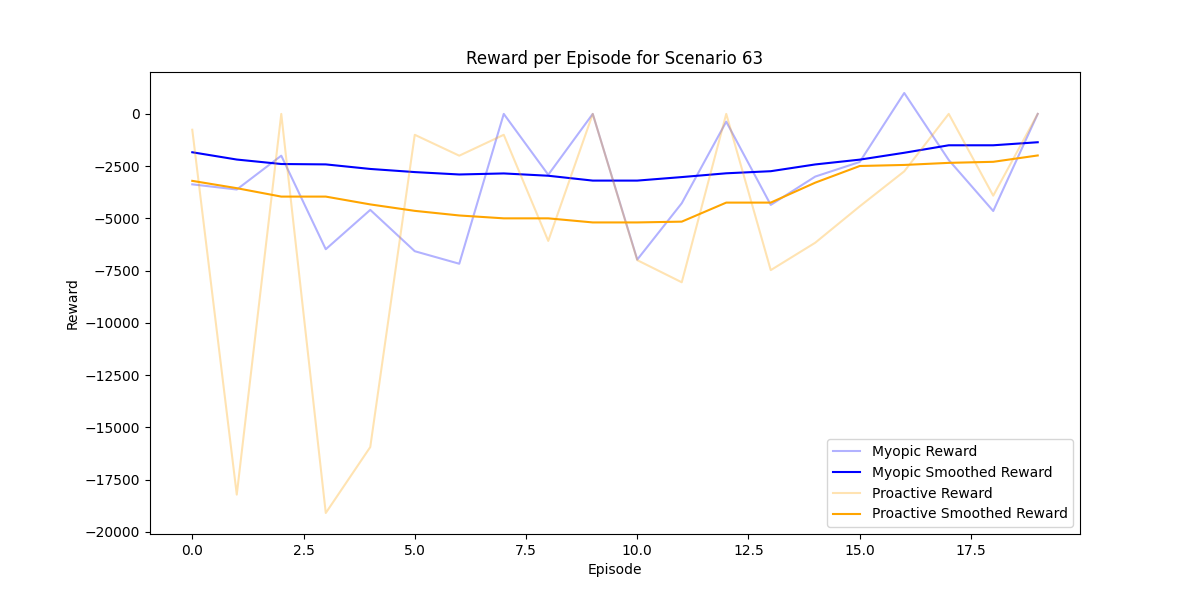 Reward per Episode for Scenario 63
Reward
0
−2500
−5000
−7500
−10000
−12500
−15000
−17500
−20000
0.0 2.5 5.0 7.5 10.0 12.5 15.0 17.5
Episode
Myopic Reward
Myopic Smoothed Reward
Proactive Reward
Proactive Smoothed Reward